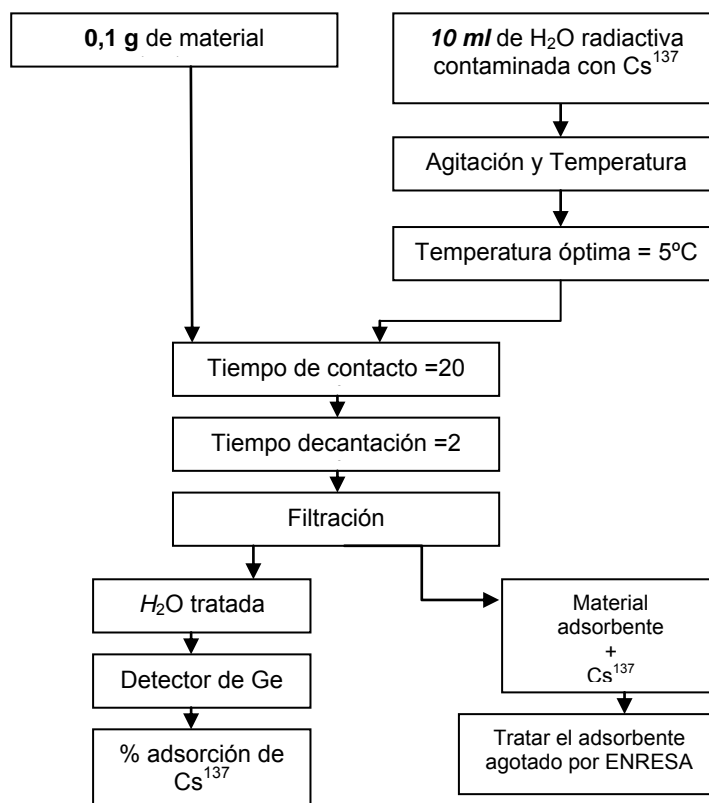 0,1 g de material
10 ml de H₂O radiactiva
contaminada con Cs¹³⁷
Agitación y Temperatura
Temperatura óptima = 5ºC
Tiempo de contacto =20
Tiempo decantación =2
Filtración
H₂O tratada
Material
adsorbente
+
Cs¹³⁷
Detector de Ge
% adsorción de
Cs¹³⁷
Tratar el adsorbente
agotado por ENRESA